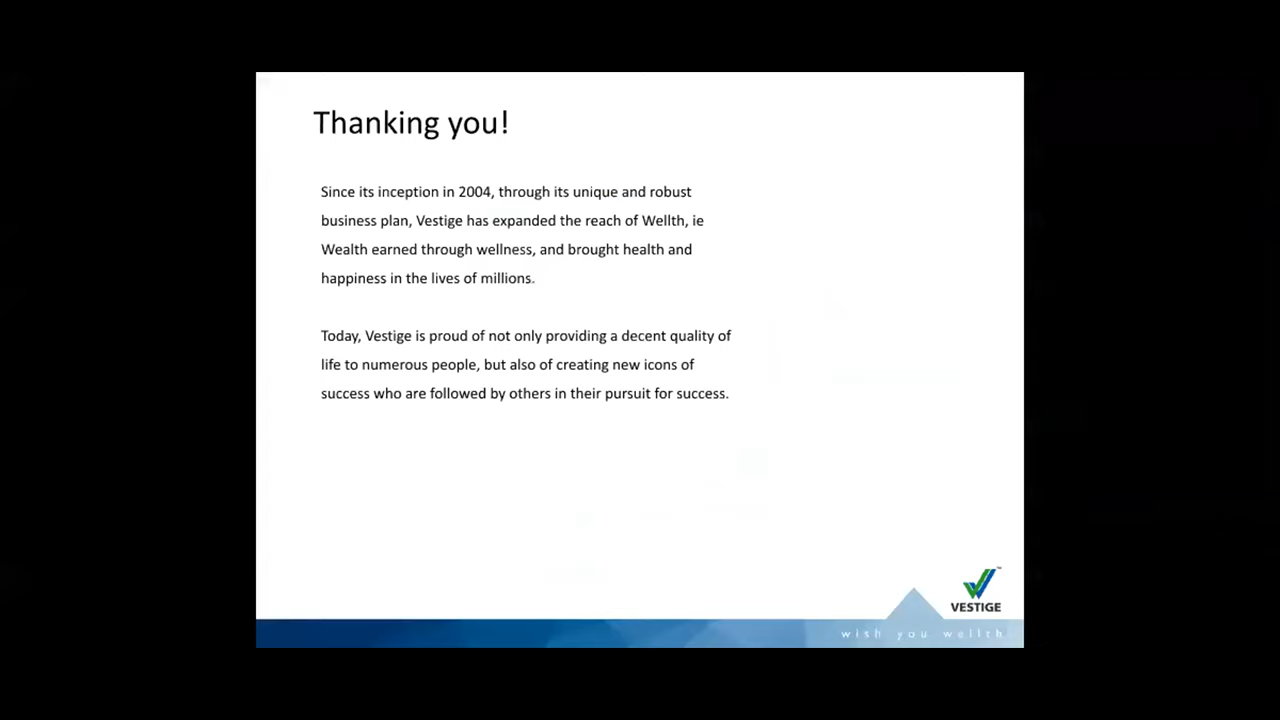 Thanking you!
Since its inception in 2004, through its unique and robust
business plan, Vestige has expanded the reach of Wellth, ie
Wealth earned through wellness, and brought health and
happiness in the lives of millions.
Today, Vestige is proud of not only providing a decent quality of
life to numerous people, but also of creating new icons of
success who are followed by others in their pursuit for success.
VESTIGE
wish you wellth